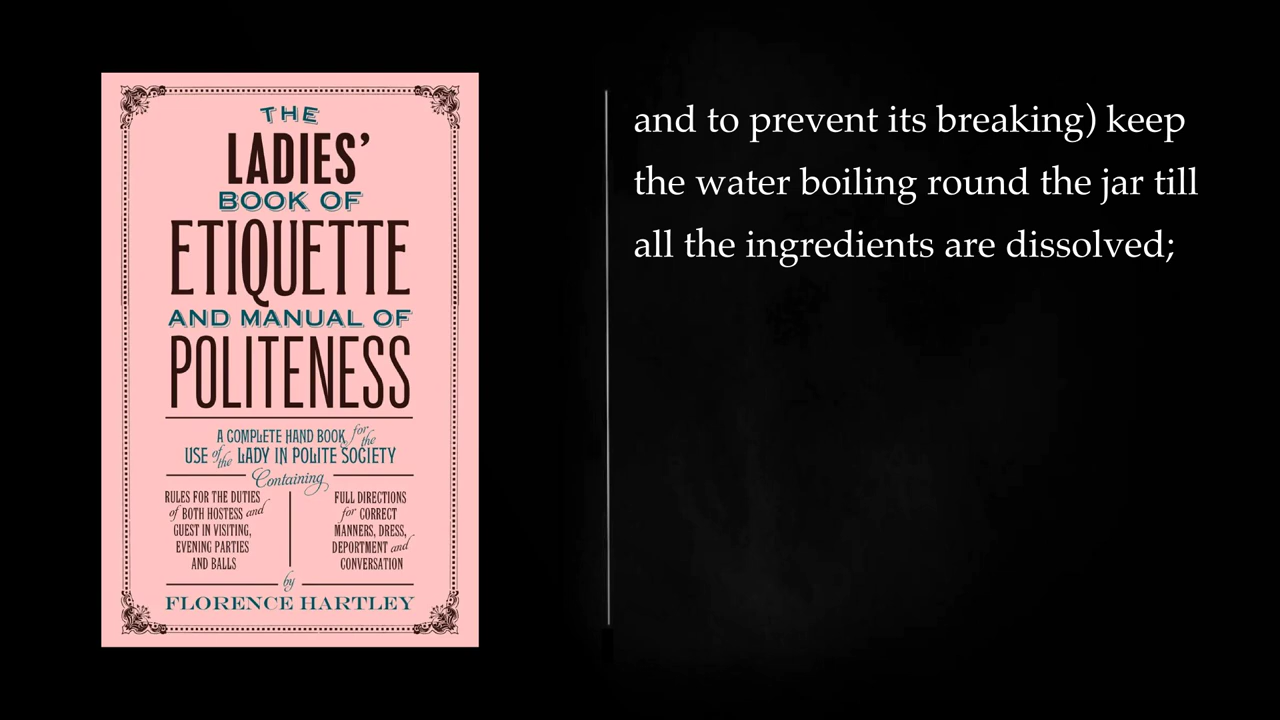 THE
LADIES'
BOOK OF
ETIQUETTE
AND MANUAL OF
POLITENESS
A COMPLETE HAND BOOK for the
USE of the LADY IN POLITE SOCIETY
Containing
RULES FOR THE DUTIES
of BOTH HOSTESS and
GUEST IN VISITING,
EVENING PARTIES
AND BALLS
FULL DIRECTIONS
for CORRECT
MANNERS, DRESS,
DEPORTMENT and
CONVERSATION
by
FLORENCE HARTLEY
and to prevent its breaking) keep
the water boiling round the jar till
all the ingredients are dissolved;